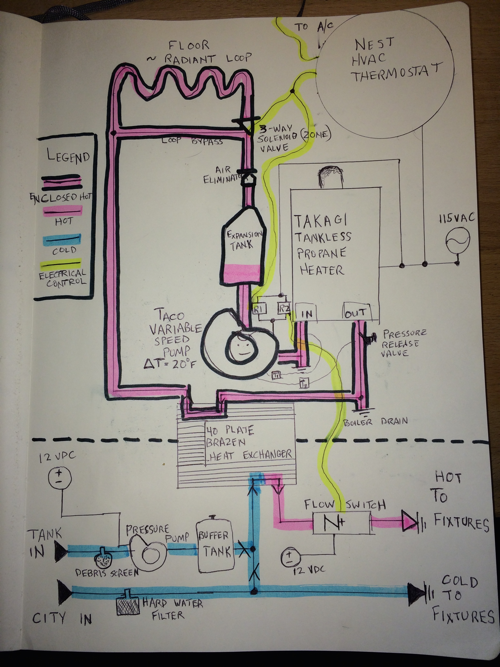 TO A/C
NEST
HVAC
THERMOSTAT
FLOOR
~ RADIANT LOOP
3-WAY
SOLENOID (ZONE)
VALVE
LOOP BYPASS
LEGEND
ENCLOSED HOT
HOT
COLD
ELECTRICAL
CONTROL
AIR
ELIMINATOR
EXPANSION
TANK
TAKAGI
TANKLESS
PROPANE
HEATER
115VAC
R1
R2
IN
OUT
TACO
VARIABLE
SPEED
PUMP
ΔT = 20°F
PRESSURE
RELEASE
VALVE
BOILER DRAIN
40 PLATE
BRAZEN
HEAT EXCHANGER
12 VDC
HOT
TO
FIXTURES
FLOW SWITCH
TANK
IN
PRESSURE
PUMP
BUFFER
TANK
DEBRIS SCREEN
12 VDC
CITY IN
HARD WATER
FILTER
COLD
TO
FIXTURES